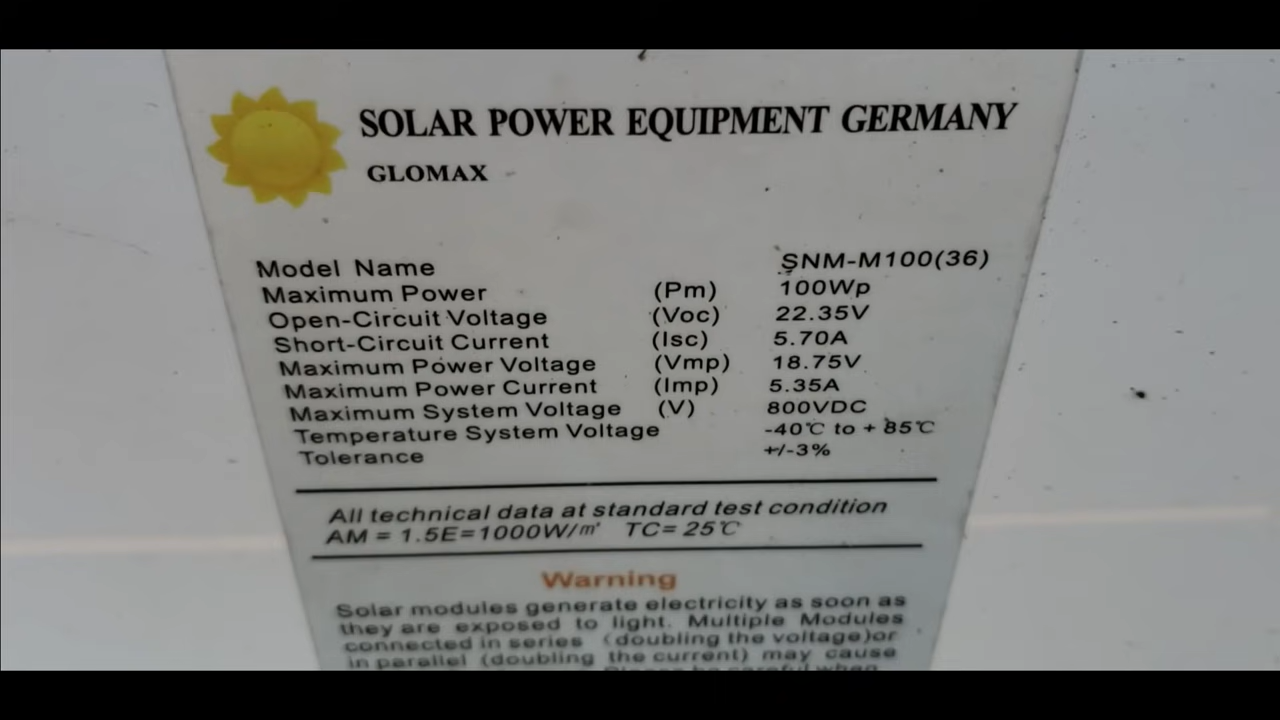 SOLAR POWER EQUIPMENT GERMANY
GLOMAX
Model Name SNM-M100(36)
Maximum Power (Pm) 100Wp
Open-Circuit Voltage (Voc) 22.35V
Short-Circuit Current (Isc) 5.70A
Maximum Power Voltage (Vmp) 18.75V
Maximum Power Current (Imp) 5.35A
Maximum System Voltage (V) 800VDC
Temperature System Voltage -40℃ to + 85℃
Tolerance +/-3%
All technical data at standard test condition
AM = 1.5E=1000W/㎡ TC= 25℃
Warning
Solar modules generate electricity as soon as
they are exposed to light. Multiple Modules
connected in series (doubling the voltage)or
in parallel (doubling the current) may cause